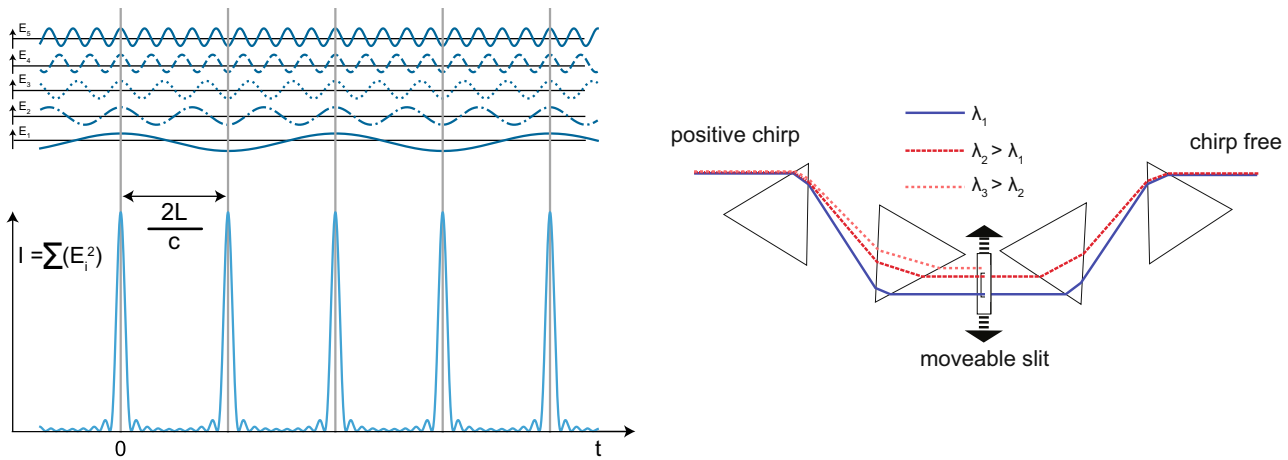 E₅
E₄
E₃
E₂
E₁
2L
c
I =∑(Eᵢ²)
0
t
λ₁
positive chirp
chirp free
λ₂ > λ₁
λ₃ > λ₂
moveable slit